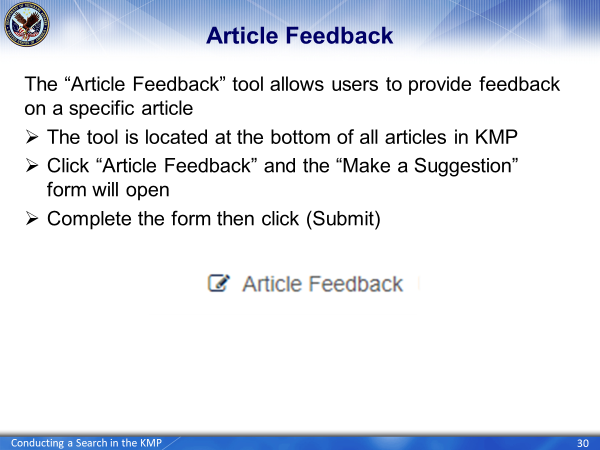 Article Feedback
The “Article Feedback” tool allows users to provide feedback
on a specific article
➢ The tool is located at the bottom of all articles in KMP
➢ Click “Article Feedback” and the “Make a Suggestion”
form will open
➢ Complete the form then click (Submit)
Article Feedback
Conducting a Search in the KMP
30